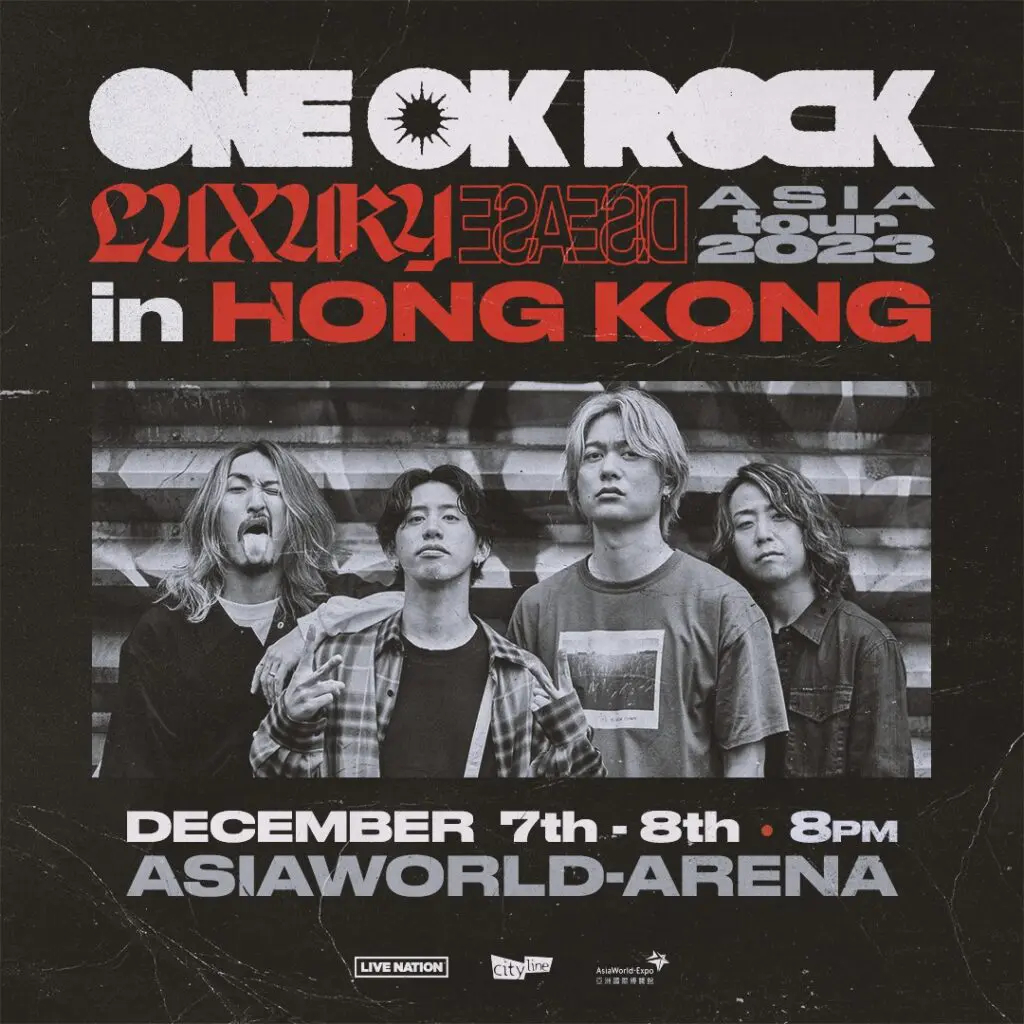 ONE OK ROCK
LUXURY DISEASE ASIA tour 2023
in HONG KONG
DECEMBER 7th - 8th • 8PM
ASIAWORLD-ARENA
LIVE NATION
cityline
AsiaWorld-Expo
亞洲國際博覽館